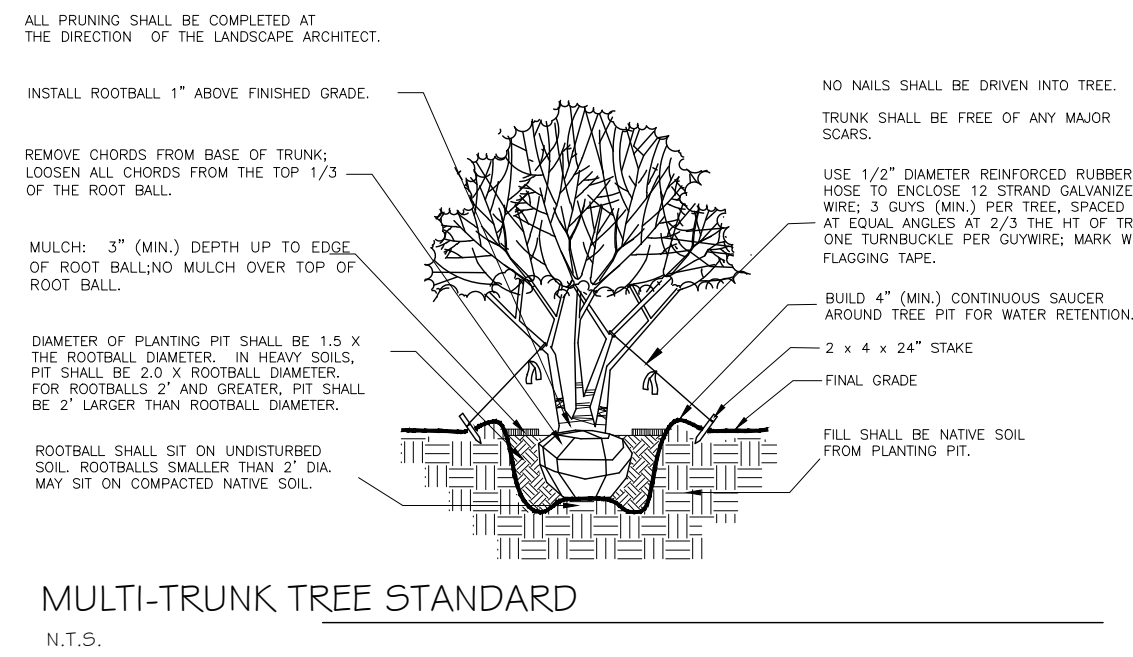 ALL PRUNING SHALL BE COMPLETED AT
THE DIRECTION OF THE LANDSCAPE ARCHITECT.
INSTALL ROOTBALL 1" ABOVE FINISHED GRADE.
REMOVE CHORDS FROM BASE OF TRUNK;
LOOSEN ALL CHORDS FROM THE TOP 1/3
OF THE ROOT BALL.
MULCH: 3" (MIN.) DEPTH UP TO EDGE
OF ROOT BALL;NO MULCH OVER TOP OF
ROOT BALL.
DIAMETER OF PLANTING PIT SHALL BE 1.5 X
THE ROOTBALL DIAMETER. IN HEAVY SOILS,
PIT SHALL BE 2.0 X ROOTBALL DIAMETER.
FOR ROOTBALLS 2' AND GREATER, PIT SHALL
BE 2' LARGER THAN ROOTBALL DIAMETER.
ROOTBALL SHALL SIT ON UNDISTURBED
SOIL. ROOTBALLS SMALLER THAN 2' DIA.
MAY SIT ON COMPACTED NATIVE SOIL.
NO NAILS SHALL BE DRIVEN INTO TREE.
TRUNK SHALL BE FREE OF ANY MAJOR
SCARS.
USE 1/2" DIAMETER REINFORCED RUBBER
HOSE TO ENCLOSE 12 STRAND GALVANIZE
WIRE; 3 GUYS (MIN.) PER TREE, SPACED
AT EQUAL ANGLES AT 2/3 THE HT OF TR
ONE TURNBUCKLE PER GUYWIRE; MARK W
FLAGGING TAPE.
BUILD 4" (MIN.) CONTINUOUS SAUCER
AROUND TREE PIT FOR WATER RETENTION.
2 x 4 x 24" STAKE
FINAL GRADE
FILL SHALL BE NATIVE SOIL
FROM PLANTING PIT.
MULTI-TRUNK TREE STANDARD
N.T.S.